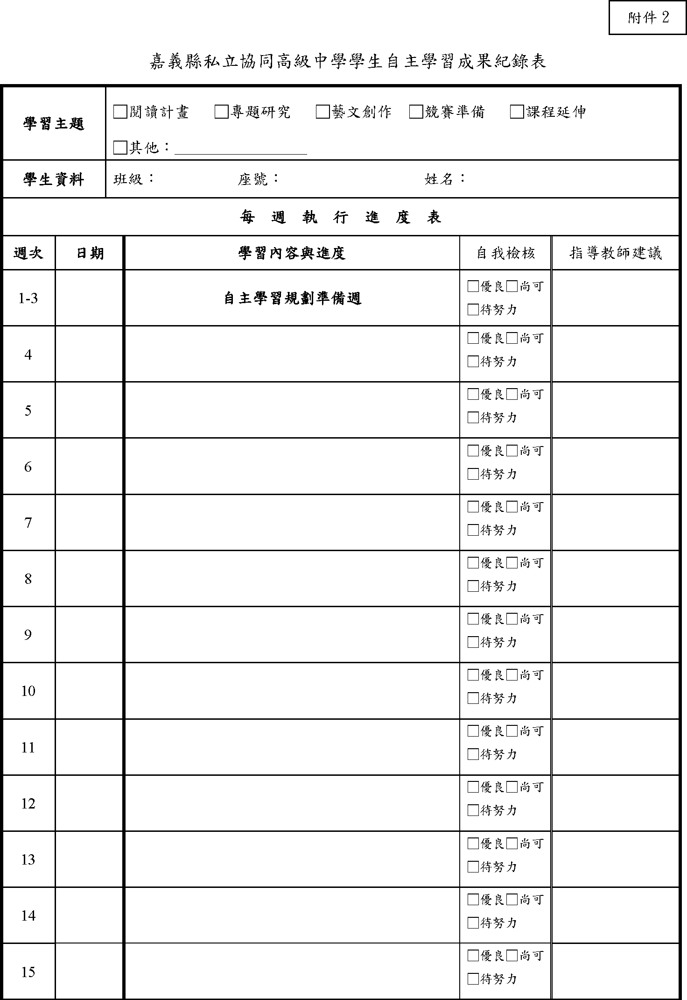 附件 2
嘉義縣私立協同高級中學學生自主學習成果紀錄表
學習主題
□閱讀計畫 □專題研究 □藝文創作 □競賽準備 □課程延伸
□其他：_________________
學生資料 班級： 座號： 姓名：
每 週 執 行 進 度 表
週次 日期 學習內容與進度 自我檢核 指導教師建議
1-3 自主學習規劃準備週
□優良□尚可
□待努力
4
□優良□尚可
□待努力
5
□優良□尚可
□待努力
6
□優良□尚可
□待努力
7
□優良□尚可
□待努力
8
□優良□尚可
□待努力
9
□優良□尚可
□待努力
10
□優良□尚可
□待努力
11
□優良□尚可
□待努力
12
□優良□尚可
□待努力
13
□優良□尚可
□待努力
14
□優良□尚可
□待努力
15
□優良□尚可
□待努力